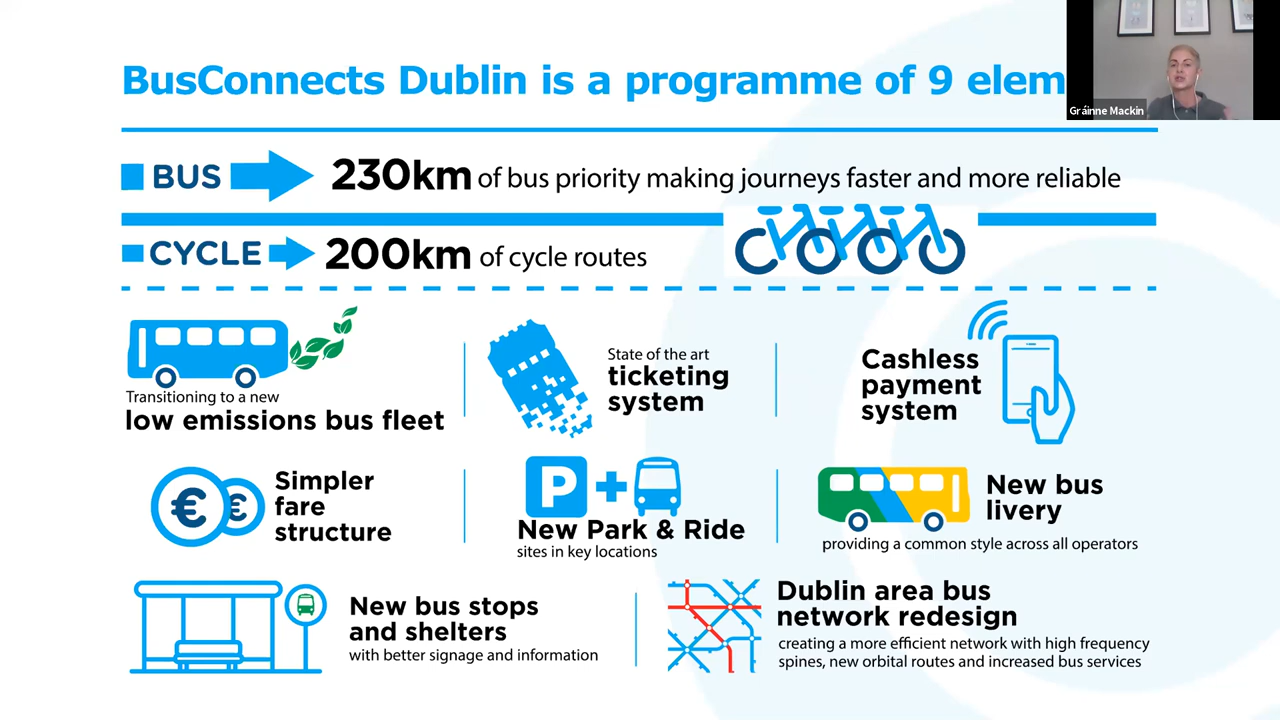 BusConnects Dublin is a programme of 9 elem
Gráinne Mackin
BUS 230km of bus priority making journeys faster and more reliable
CYCLE 200km of cycle routes
Transitioning to a new
low emissions bus fleet
State of the art
ticketing
system
Cashless
payment
system
€ €
Simpler
fare
structure
P
New Park & Ride
sites in key locations
New bus
livery
providing a common style across all operators
New bus stops
and shelters
with better signage and information
Dublin area bus
network redesign
creating a more efficient network with high frequency
spines, new orbital routes and increased bus services